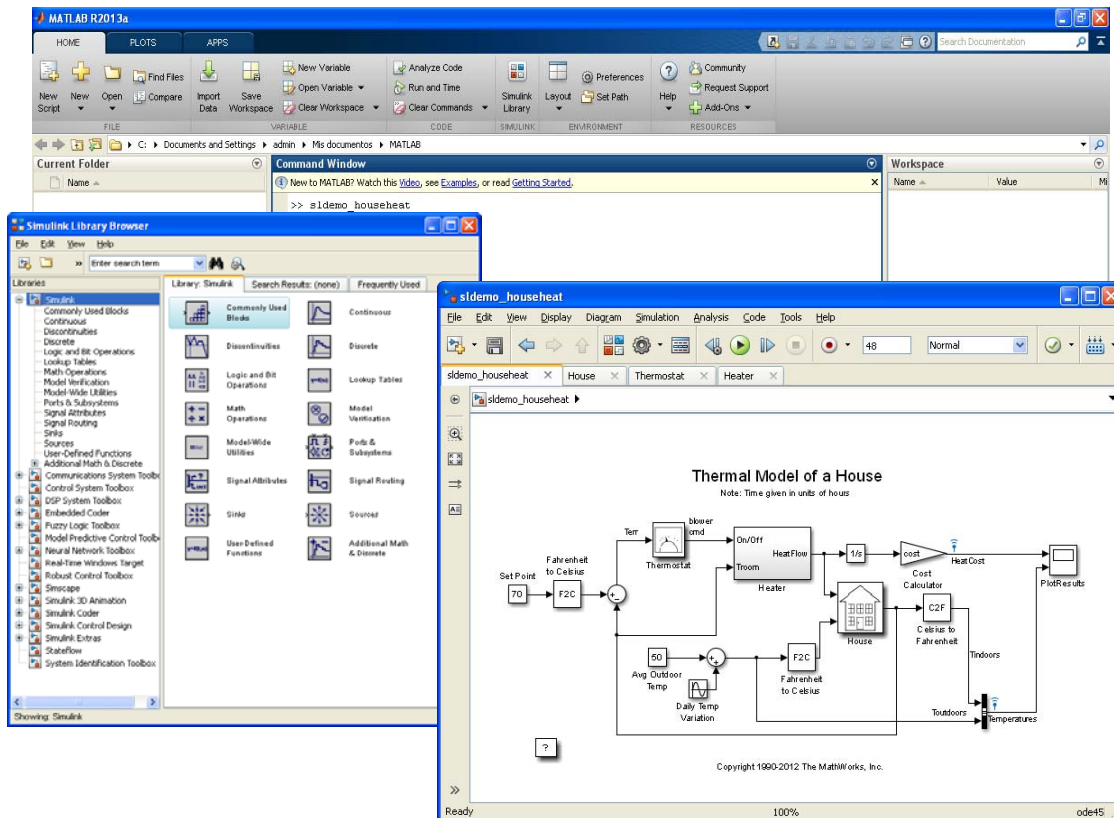 MATLAB R2013a
HOME PLOTS APPS
Search Documentation
New Script
New
Open
Find Files
Compare
Import Data
Save Workspace
New Variable
Open Variable
Clear Workspace
Analyze Code
Run and Time
Clear Commands
Simulink Library
Layout
Preferences
Set Path
Help
Community
Request Support
Add-Ons
FILE VARIABLE CODE SIMULINK ENVIRONMENT RESOURCES
C: Documents and Settings admin Mis documentos MATLAB
Current Folder
Name
Command Window
New to MATLAB? Watch this Video, see Examples, or read Getting Started.
>> sldemo_househeat
Workspace
Name Value Mi
Simulink Library Browser
File Edit View Help
» Enter search term
Libraries
Simulink
Commonly Used Blocks
Continuous
Discontinuities
Discrete
Logic and Bit Operations
Lookup Tables
Math Operations
Model Verification
Model-Wide Utilities
Ports & Subsystems
Signal Attributes
Signal Routing
Sinks
Sources
User-Defined Functions
Additional Math & Discrete
Communications System Toolbo
Control System Toolbox
DSP System Toolbox
Embedded Coder
Fuzzy Logic Toolbox
Model Predictive Control Toolb
Neural Network Toolbox
Real-Time Windows Target
Robust Control Toolbox
Simscape
Simulink 3D Animation
Simulink Coder
Simulink Control Design
Simulink Extras
Stateflow
System Identification Toolbox
Library: Simulink Search Results: (none) Frequently Used
Commonly Used Blocks
Continuous
Discontinuities
Discrete
Logic and Bit Operations
Lookup Tables
Math Operations
Model Verification
Model-Wide Utilities
Ports & Subsystems
Signal Attributes
Signal Routing
Sinks
Sources
User-Defined Functions
Additional Math & Discrete
Showing: Simulink
sldemo_househeat
File Edit View Display Diagram Simulation Analysis Code Tools Help
48 Normal
sldemo_househeat House Thermostat Heater
sldemo_househeat
Thermal Model of a House
Note: Time given in units of hours
Set Point
70
Fahrenheit to Celsius
F2C
Terr
Thermostat
blower cmd
On/Off
Troom
HeatFlow
Heater
1/s
cost
Cost Calculator
HeatCost
PlotResults
House
C2F
Celsius to Fahrenheit
Tindoors
50
Avg Outdoor Temp
Daily Temp Variation
F2C
Fahrenheit to Celsius
Toutdoors
Temperatures
?
Copyright 1990-2012 The MathWorks, Inc.
»
Ready 100% ode45